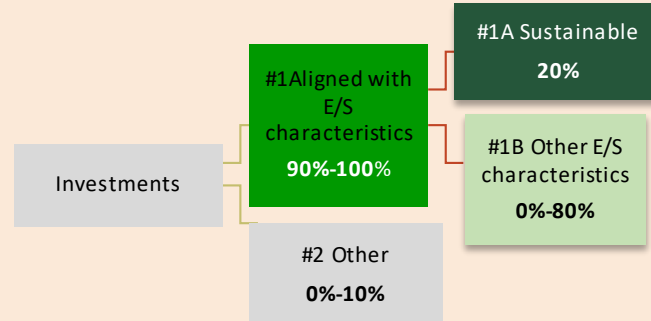 Investments
#1Aligned with
E/S
characteristics
90%-100%
#2 Other
0%-10%
#1A Sustainable
20%
#1B Other E/S
characteristics
0%-80%